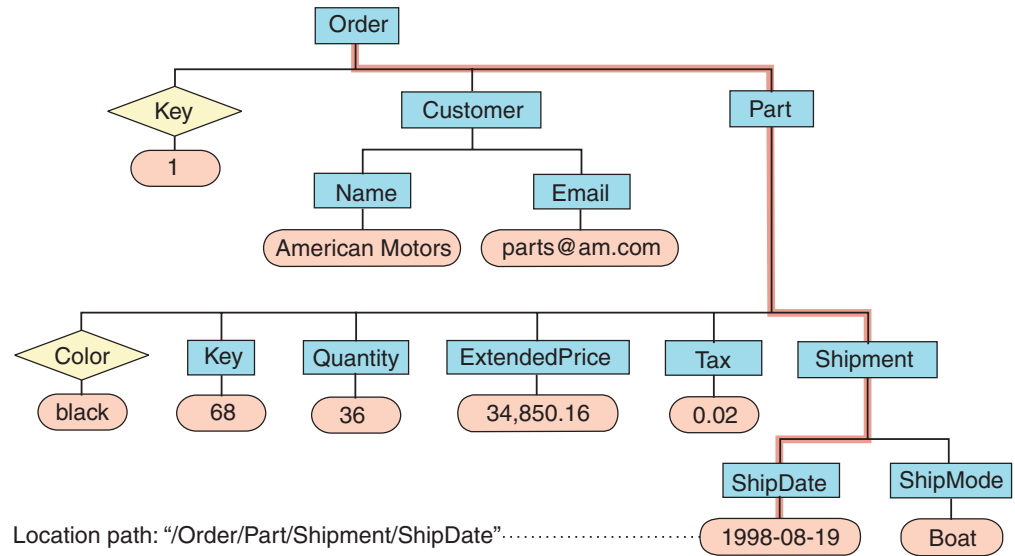 Order
Key
Customer
Part
1
Name
Email
American Motors
parts@am.com
Color
Key
Quantity
ExtendedPrice
Tax
Shipment
black
68
36
34,850.16
0.02
ShipDate
ShipMode
Location path: “/Order/Part/Shipment/ShipDate”
1998-08-19
Boat